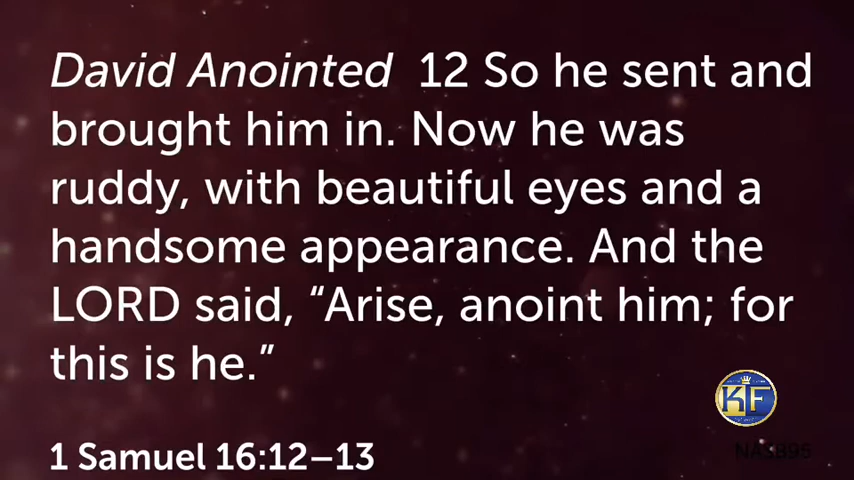 David Anointed 12 So he sent and
brought him in. Now he was
ruddy, with beautiful eyes and a
handsome appearance. And the
LORD said, “Arise, anoint him; for
this is he.”
KF
1 Samuel 16:12–13
NASB95